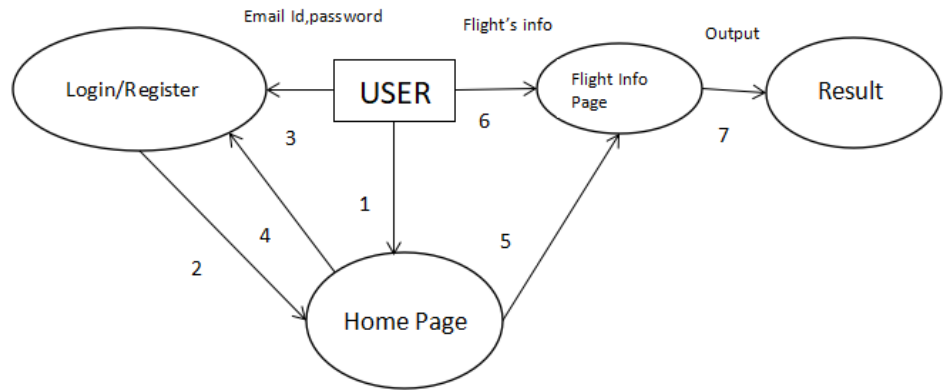 Email Id,password
Flight's info
Output
Login/Register
USER
Flight Info
Page
Result
3
6
7
1
4
5
2
Home Page